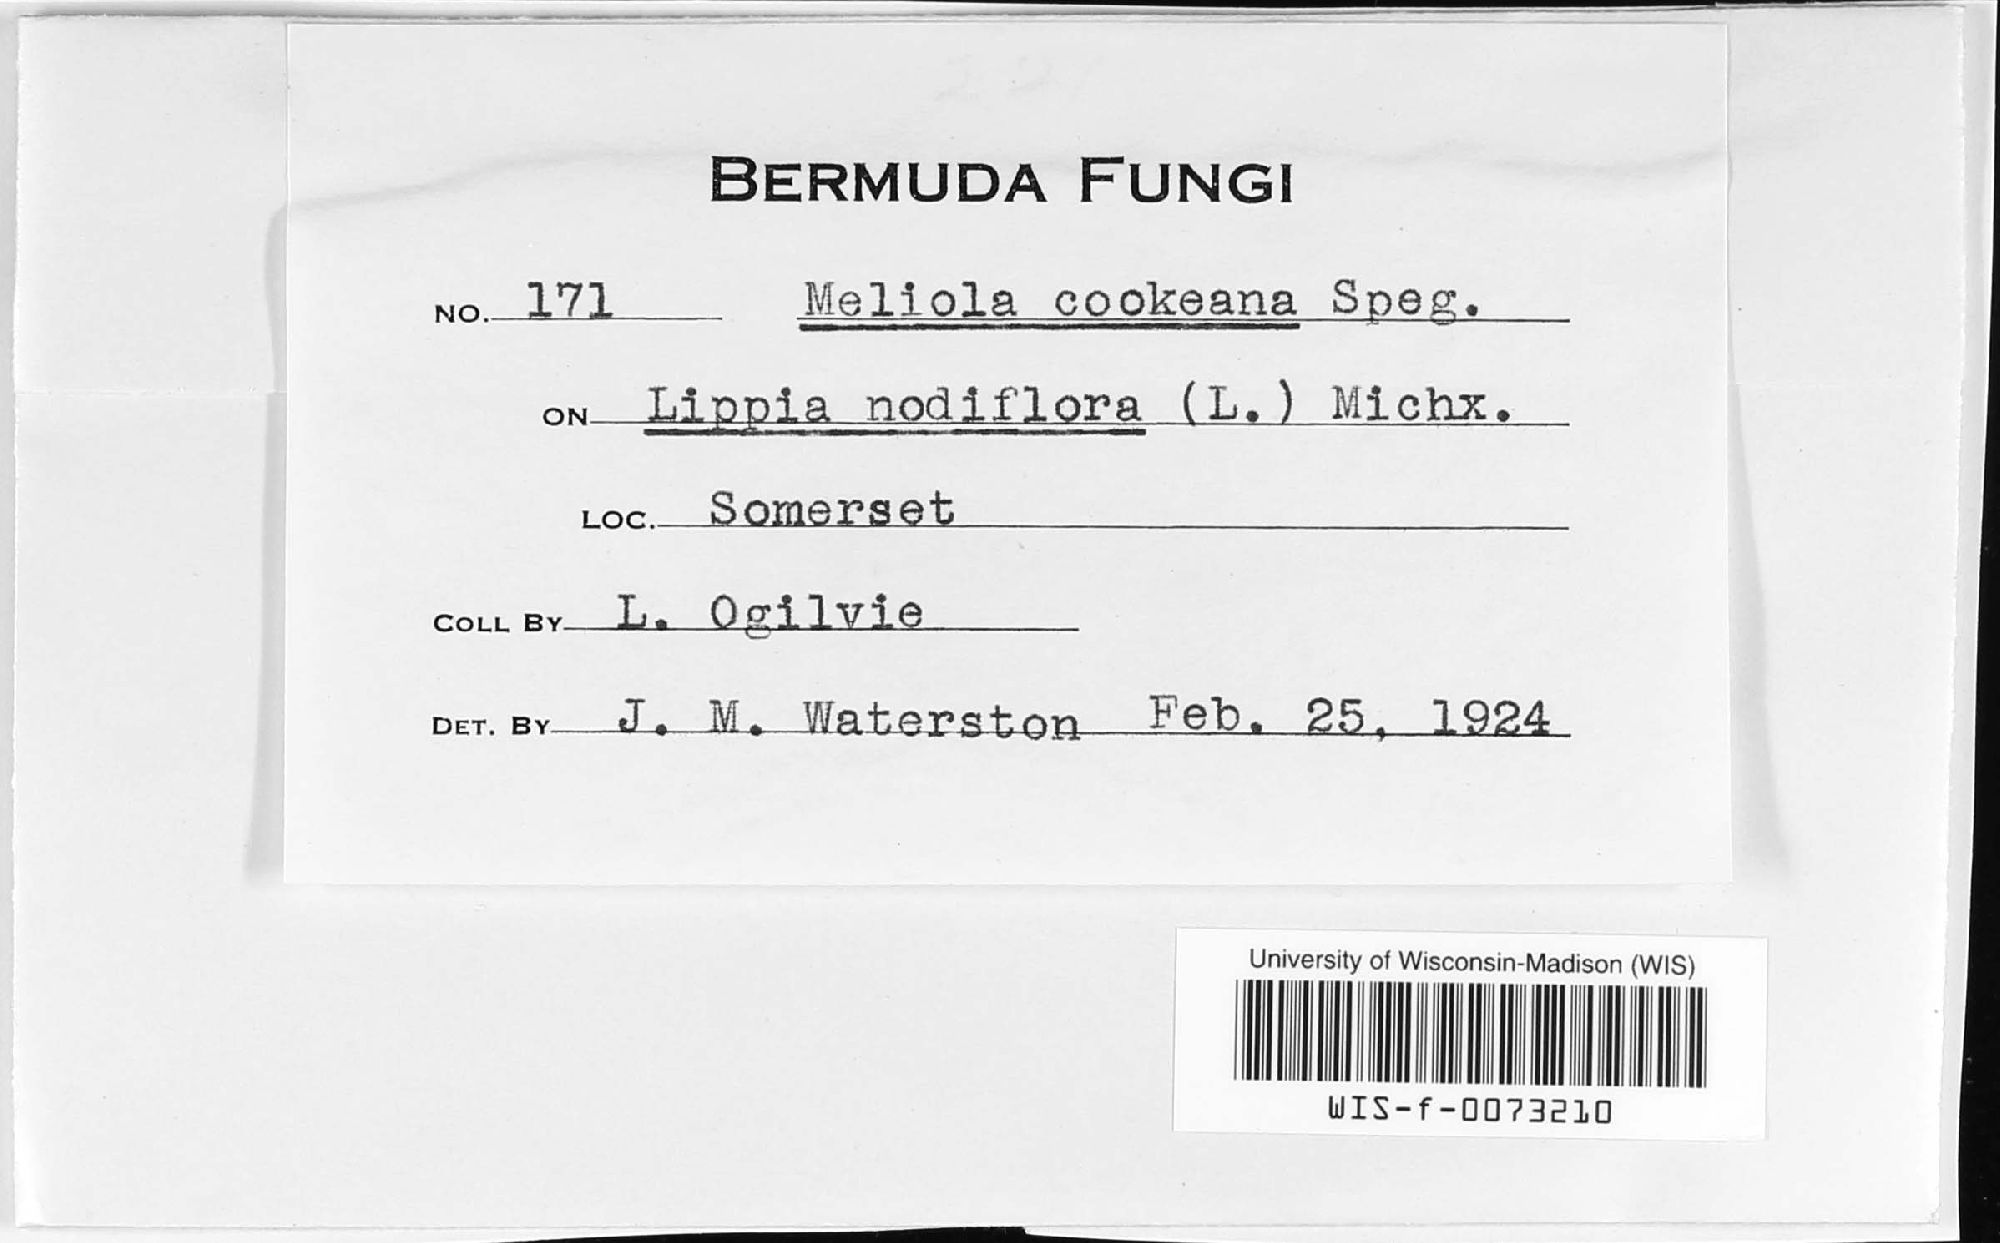 BERMUDA FUNGI
NO. 171 Meliola cookeana Speg.
ON Lippia nodiflora (L.) Michx.
LOC. Somerset
COLL BY L. Ogilvie
DET. BY J. M. Waterston Feb. 25, 1924
University of Wisconsin-Madison (WIS)
WIS-f-0073210